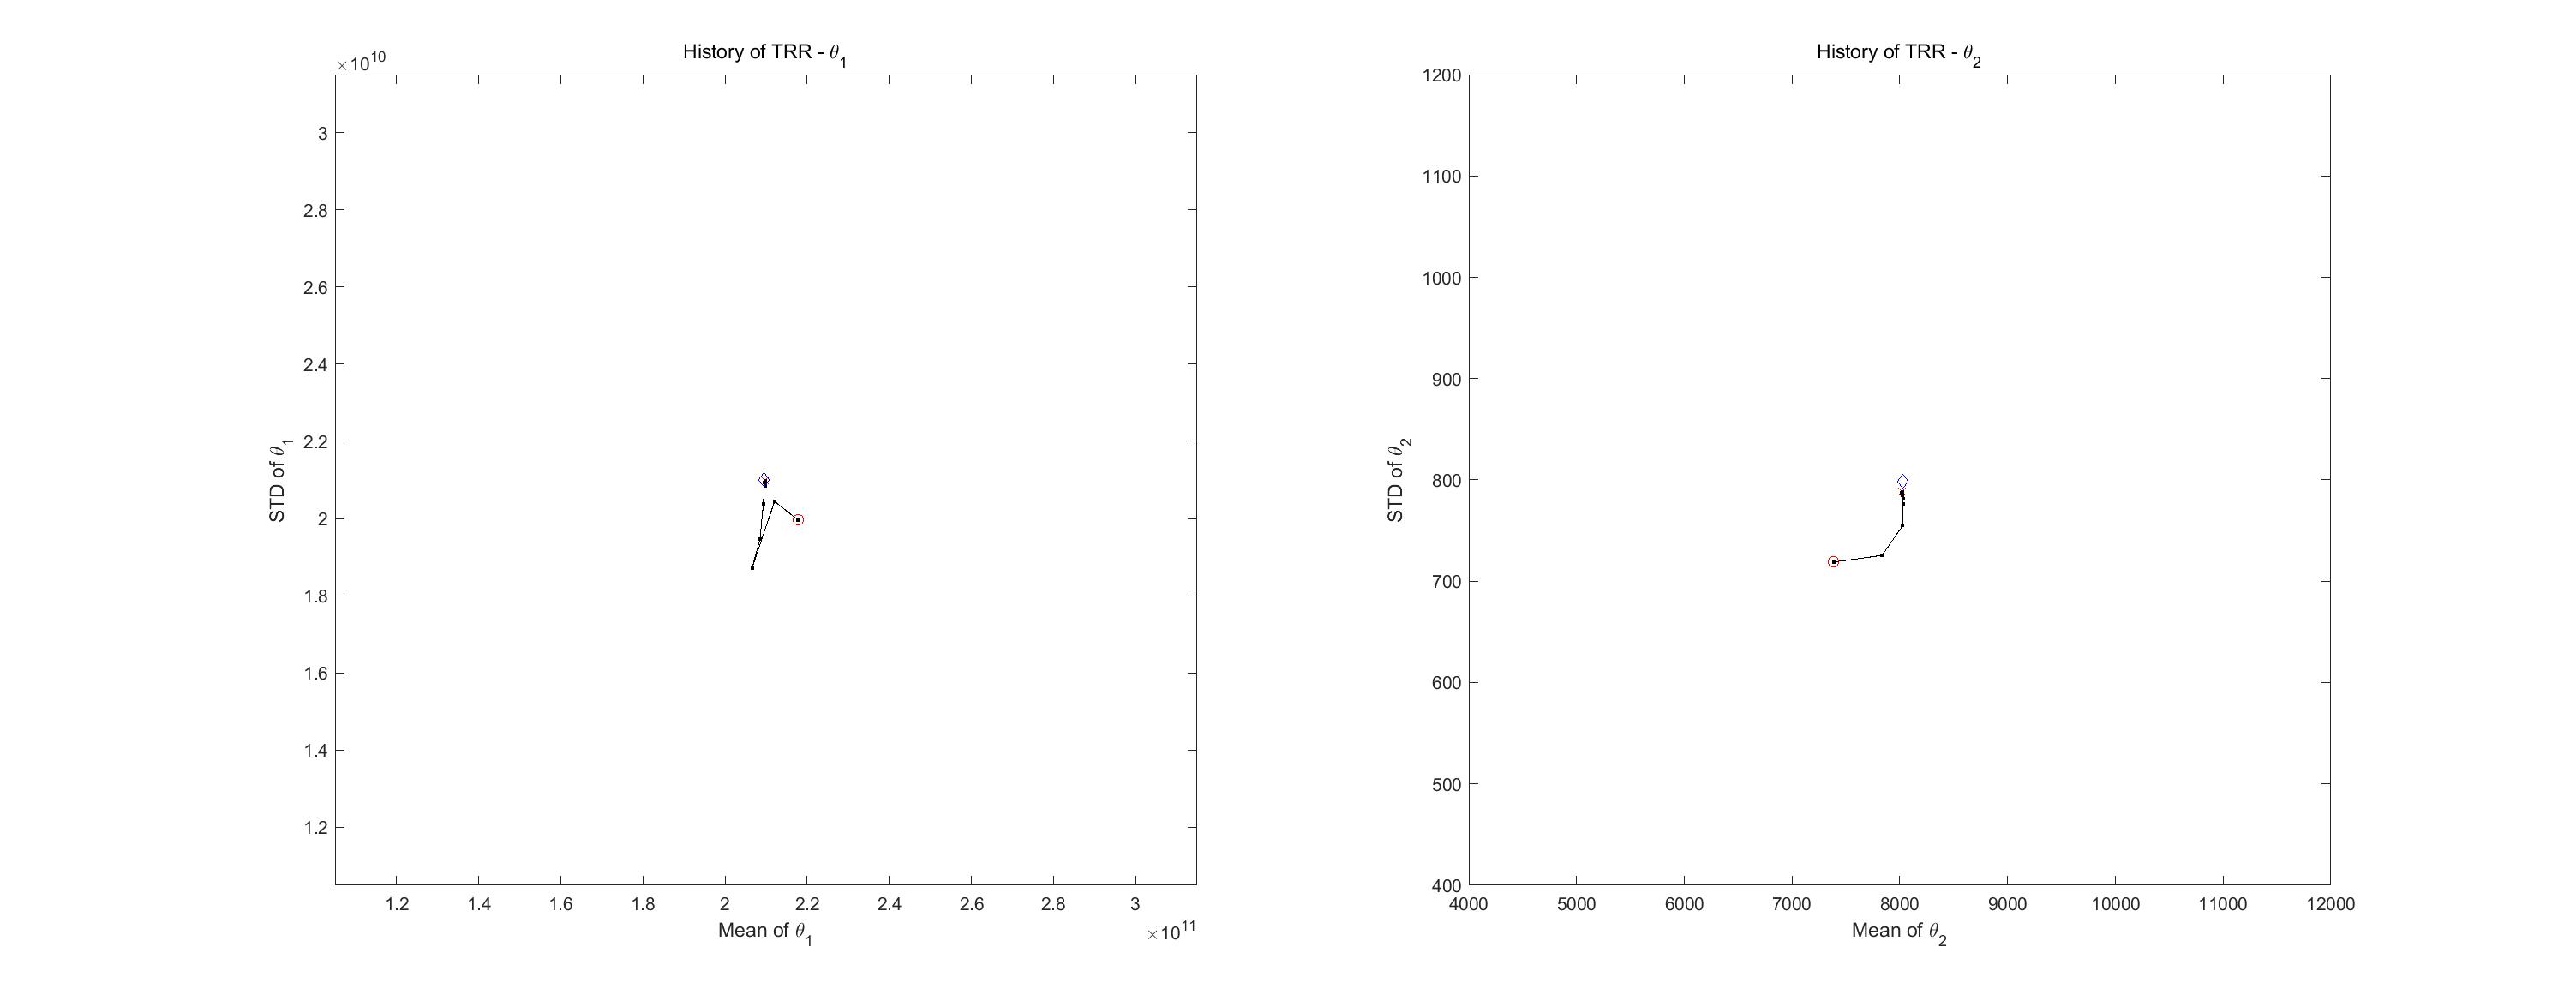 History of TRR - θ1
×10^10
3
2.8
2.6
2.4
2.2
2
1.8
1.6
1.4
1.2
STD of θ1
1.2 1.4 1.6 1.8 2 2.2 2.4 2.6 2.8 3
Mean of θ1
×10^11
History of TRR - θ2
1200
1100
1000
900
800
700
600
500
400
STD of θ2
4000 5000 6000 7000 8000 9000 10000 11000 12000
Mean of θ2